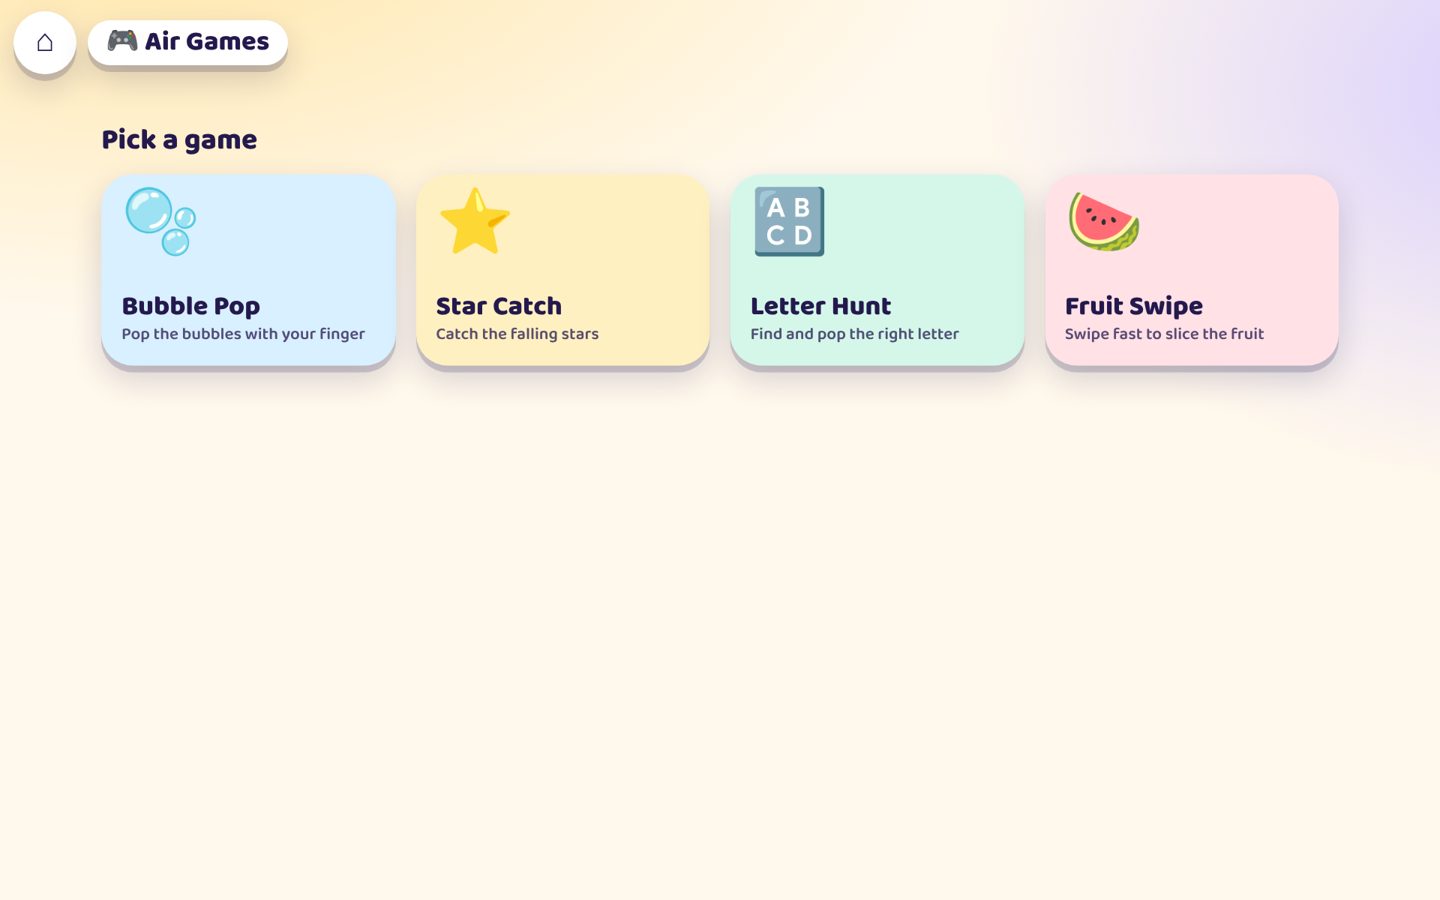 Air Games
Pick a game
Bubble Pop
Pop the bubbles with your finger
Star Catch
Catch the falling stars
A B
C D
Letter Hunt
Find and pop the right letter
Fruit Swipe
Swipe fast to slice the fruit